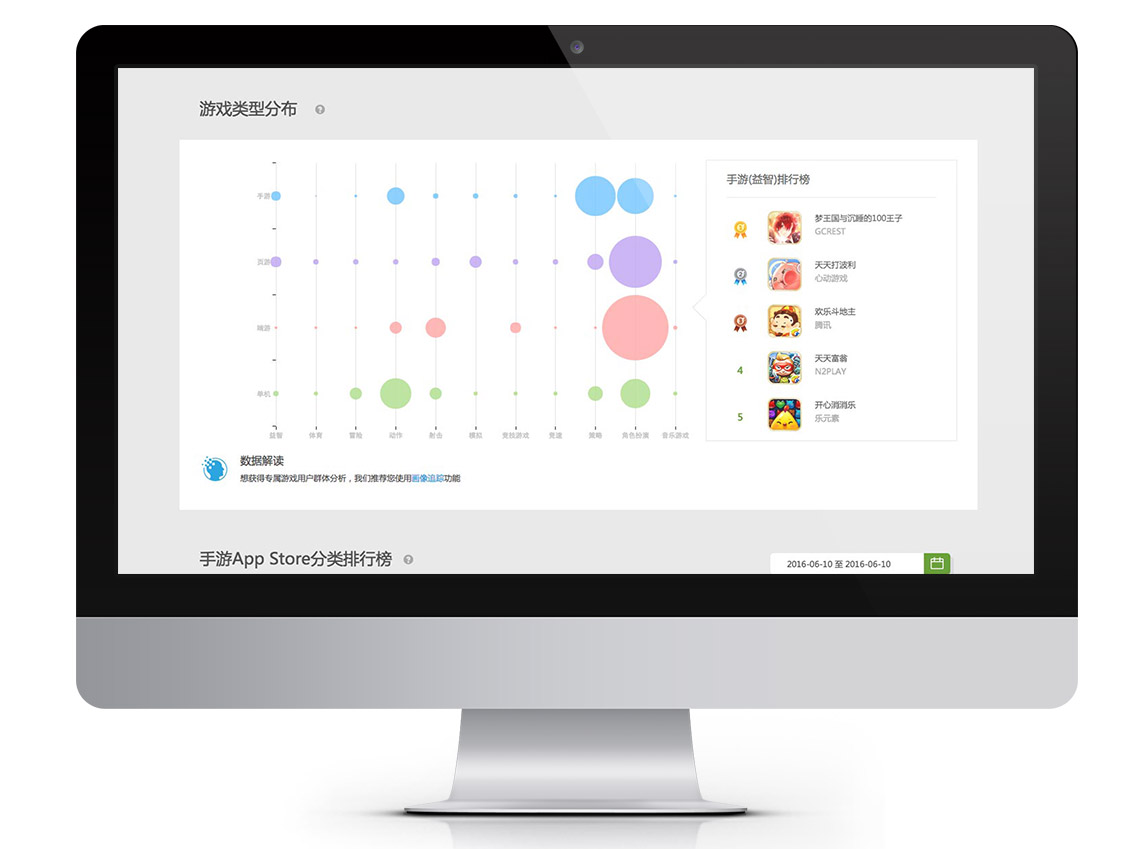 游戏类型分布
手游
页游
端游
单机
益智 体育 冒险 动作 射击 模拟 竞技游戏 竞速 策略 角色扮演 音乐游戏
手游(益智)排行榜
1
梦王国与沉睡的100王子
GCREST
2
天天打波利
心动游戏
3
欢乐斗地主
腾讯
4
天天富翁
N2PLAY
5
开心消消乐
乐元素
数据解读
想获得专属游戏用户群体分析，我们推荐您使用画像追踪功能
手游App Store分类排行榜
2016-06-10 至 2016-06-10